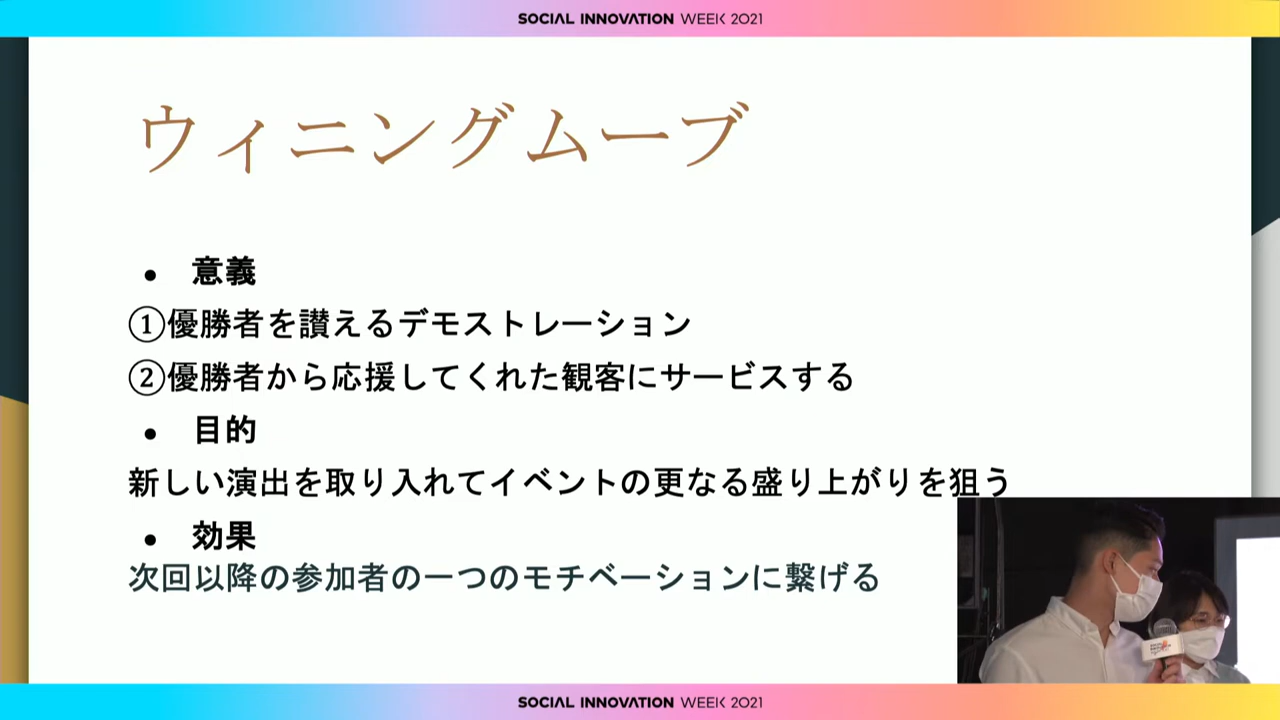 SOCIAL INNOVATION WEEK 2021
ウィニングムーブ
● 意義
①優勝者を讃えるデモストレーション
②優勝者から応援してくれた観客にサービスする
● 目的
新しい演出を取り入れてイベントの更なる盛り上がりを狙う
● 効果
次回以降の参加者の一つのモチベーションに繋げる
SOCIAL INNOVATION WEEK 2021